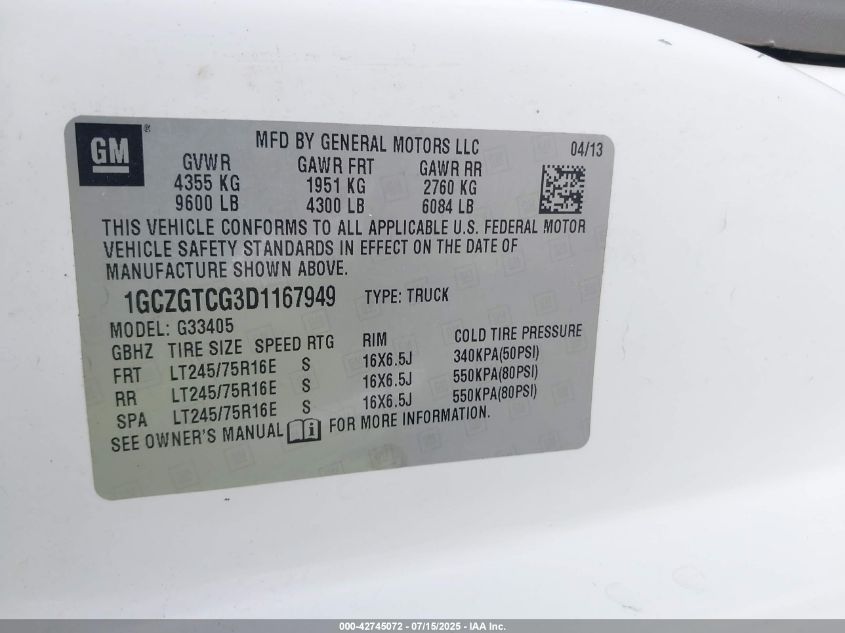 GM ®
MFD BY GENERAL MOTORS LLC 04/13
GVWR GAWR FRT GAWR RR
4355 KG 1951 KG 2760 KG
9600 LB 4300 LB 6084 LB
THIS VEHICLE CONFORMS TO ALL APPLICABLE U.S. FEDERAL MOTOR
VEHICLE SAFETY STANDARDS IN EFFECT ON THE DATE OF
MANUFACTURE SHOWN ABOVE.
1GCZGTCG3D1167949 TYPE: TRUCK
MODEL: G33405
GBHZ TIRE SIZE SPEED RTG RIM COLD TIRE PRESSURE
FRT LT245/75R16E S 16X6.5J 340KPA(50PSI)
RR LT245/75R16E S 16X6.5J 550KPA(80PSI)
SPA LT245/75R16E S 16X6.5J 550KPA(80PSI)
SEE OWNER'S MANUAL i FOR MORE INFORMATION.
000-42745072 - 07/15/2025 - IAA Inc.